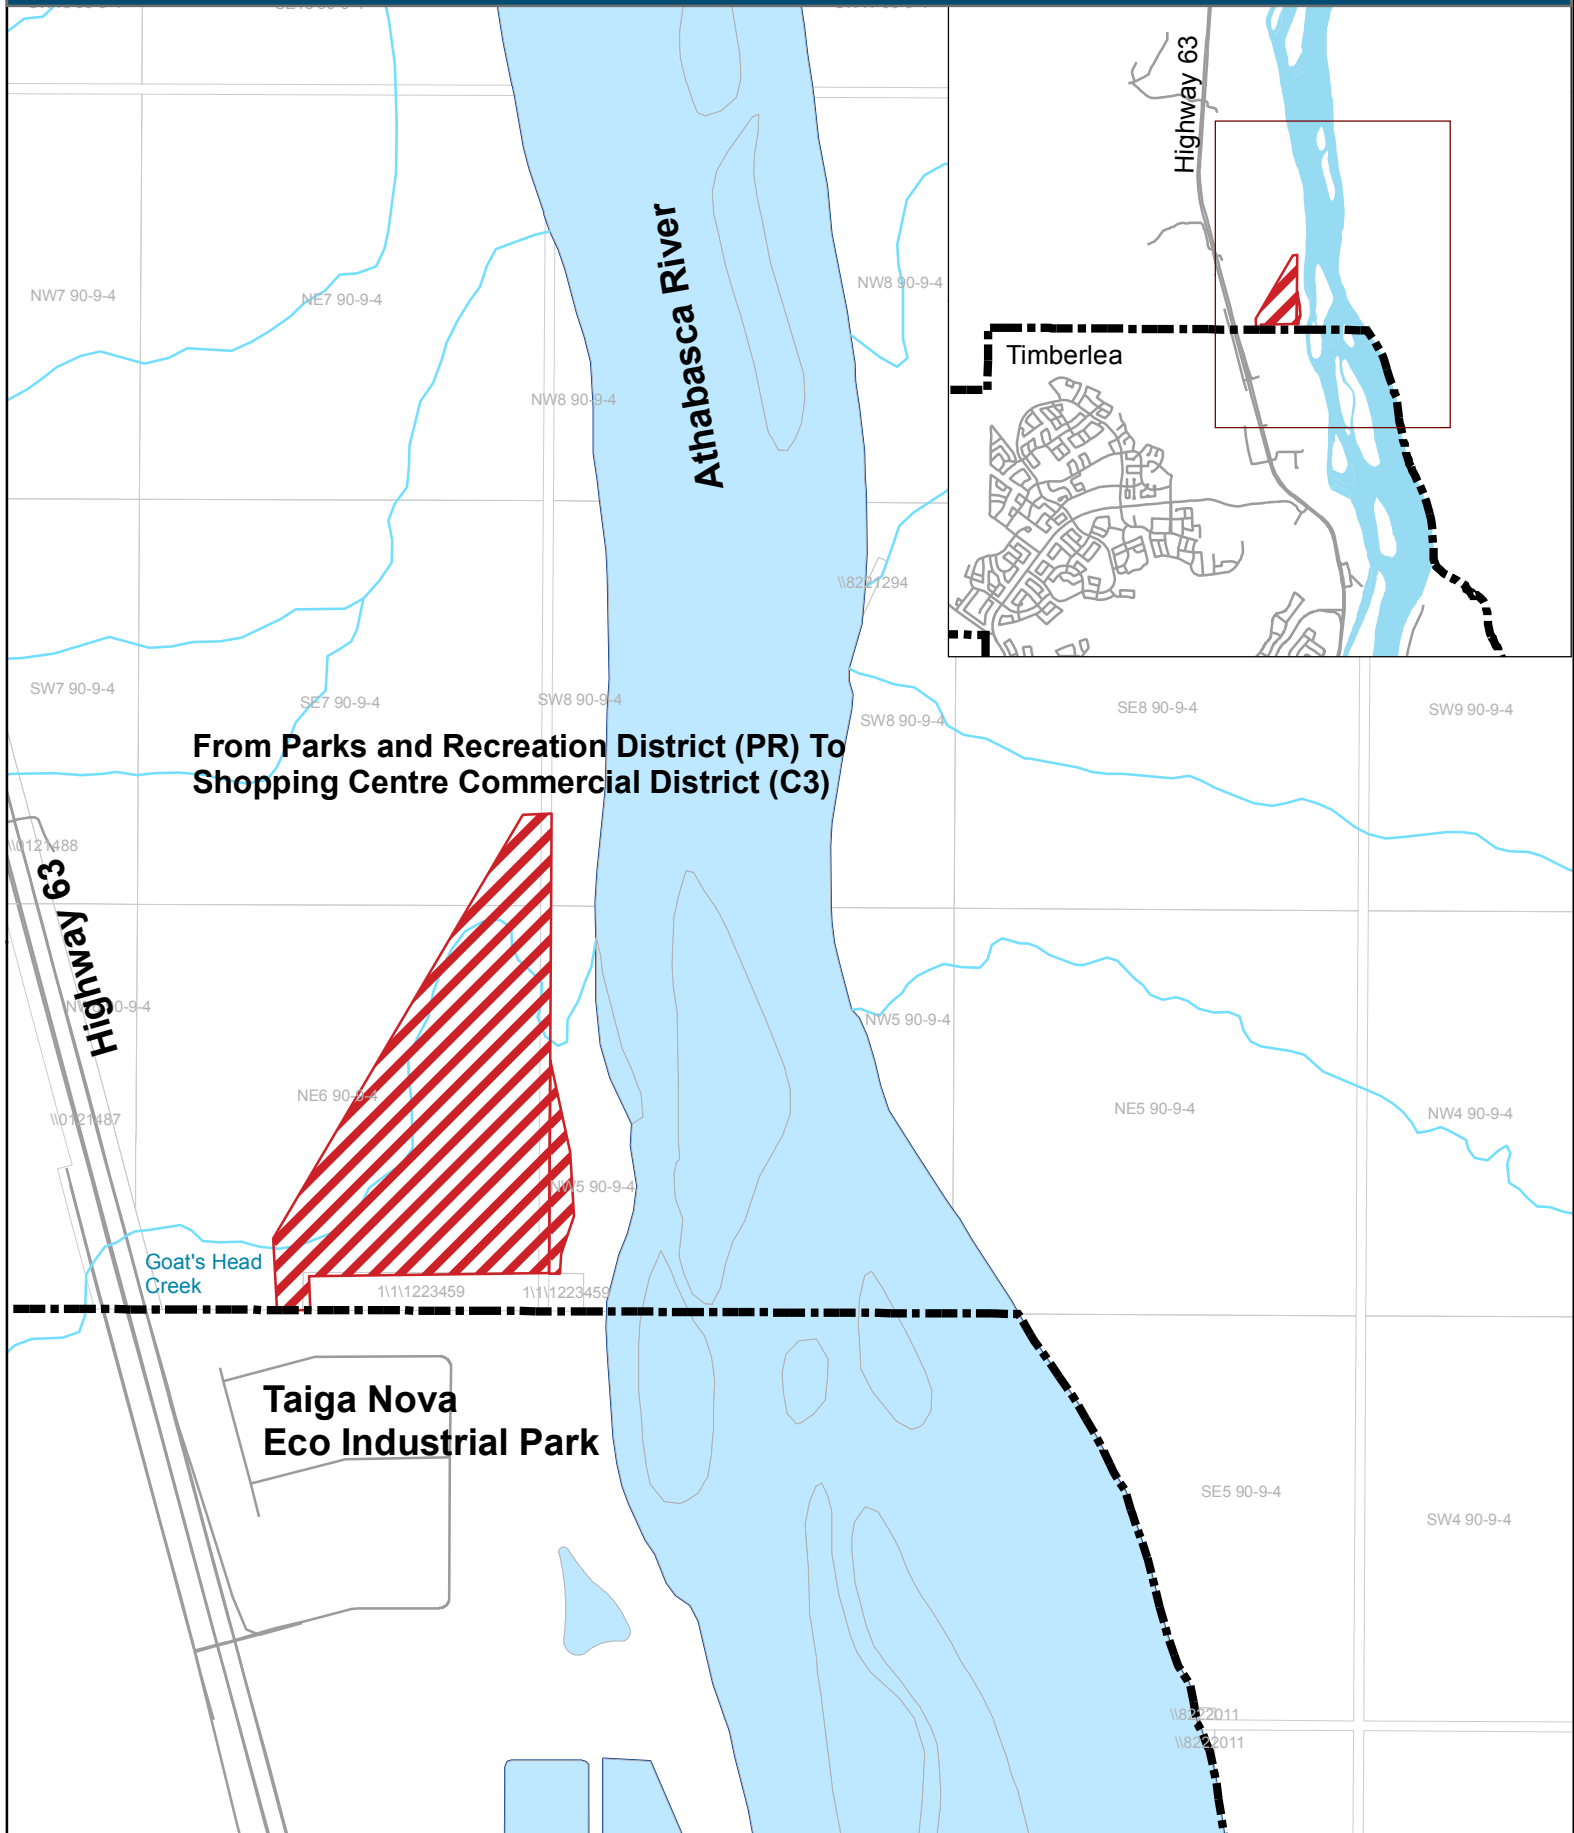 Highway 63
Timberlea
NW7 90-9-4
NE7 90-9-4
Athabasca River
NW8 90-9-4
NW8 90-9-4
\\8221294
SW7 90-9-4
SE7 90-9-4
SW8 90-9-4
SW8 90-9-4
SE8 90-9-4
SW9 90-9-4
From Parks and Recreation District (PR) To
Shopping Centre Commercial District (C3)
\\0121488
Highway 63
NW6 90-9-4
NW5 90-9-4
NE6 90-9-4
\\0121487
NE5 90-9-4
NW4 90-9-4
NW5 90-9-4
Goat's Head
Creek
1\1\1223459
1\1\1223459
Taiga Nova
Eco Industrial Park
SE5 90-9-4
SW4 90-9-4
\\8222011
\\8222011